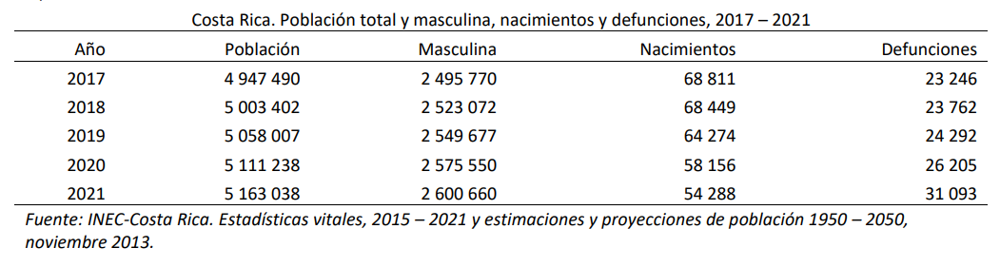 Costa Rica. Población total y masculina, nacimientos y defunciones, 2017 – 2021
Año Población Masculina Nacimientos Defunciones
2017 4 947 490 2 495 770 68 811 23 246
2018 5 003 402 2 523 072 68 449 23 762
2019 5 058 007 2 549 677 64 274 24 292
2020 5 111 238 2 575 550 58 156 26 205
2021 5 163 038 2 600 660 54 288 31 093
Fuente: INEC-Costa Rica. Estadísticas vitales, 2015 – 2021 y estimaciones y proyecciones de población 1950 – 2050,
noviembre 2013.